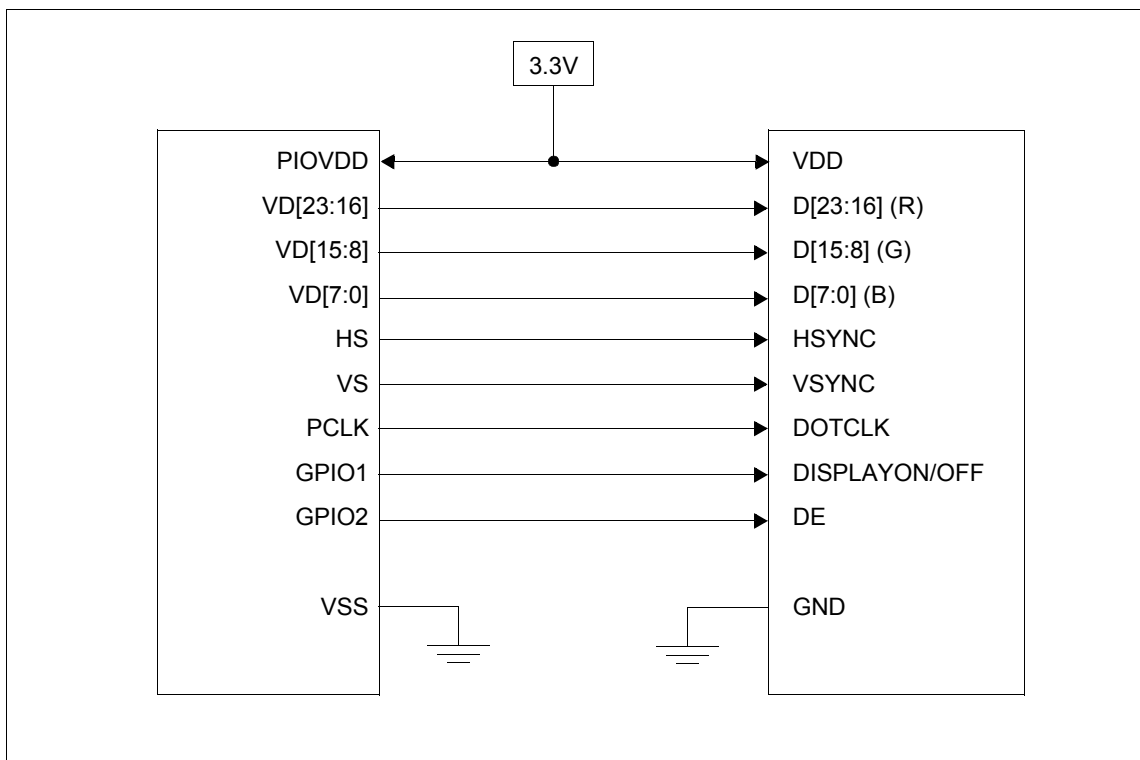 3.3V
PIOVDD VDD
VD[23:16] D[23:16] (R)
VD[15:8] D[15:8] (G)
VD[7:0] D[7:0] (B)
HS HSYNC
VS VSYNC
PCLK DOTCLK
GPIO1 DISPLAYON/OFF
GPIO2 DE
VSS GND